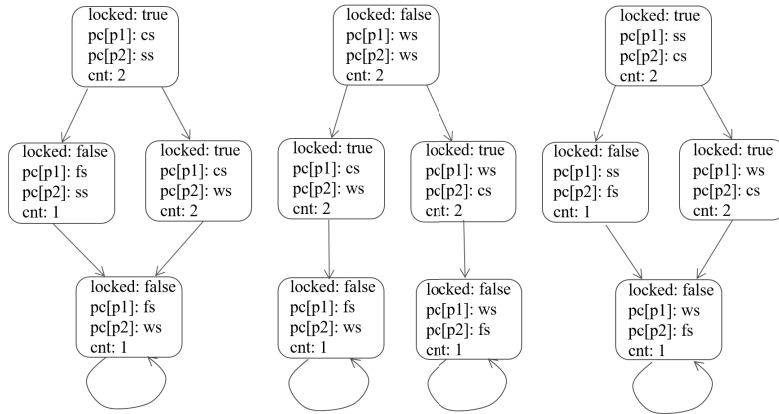 locked: true
pc[p1]: cs
pc[p2]: ss
cnt: 2
locked: false
pc[p1]: ws
pc[p2]: ws
cnt: 2
locked: true
pc[p1]: ss
pc[p2]: cs
cnt: 2
locked: false
pc[p1]: fs
pc[p2]: ss
cnt: 1
locked: true
pc[p1]: cs
pc[p2]: ws
cnt: 2
locked: true
pc[p1]: cs
pc[p2]: ws
cnt: 2
locked: true
pc[p1]: ws
pc[p2]: cs
cnt: 2
locked: false
pc[p1]: ss
pc[p2]: fs
cnt: 1
locked: true
pc[p1]: ws
pc[p2]: cs
cnt: 2
locked: false
pc[p1]: fs
pc[p2]: ws
cnt: 1
locked: false
pc[p1]: fs
pc[p2]: ws
cnt: 1
locked: false
pc[p1]: ws
pc[p2]: fs
cnt: 1
locked: false
pc[p1]: ws
pc[p2]: fs
cnt: 1